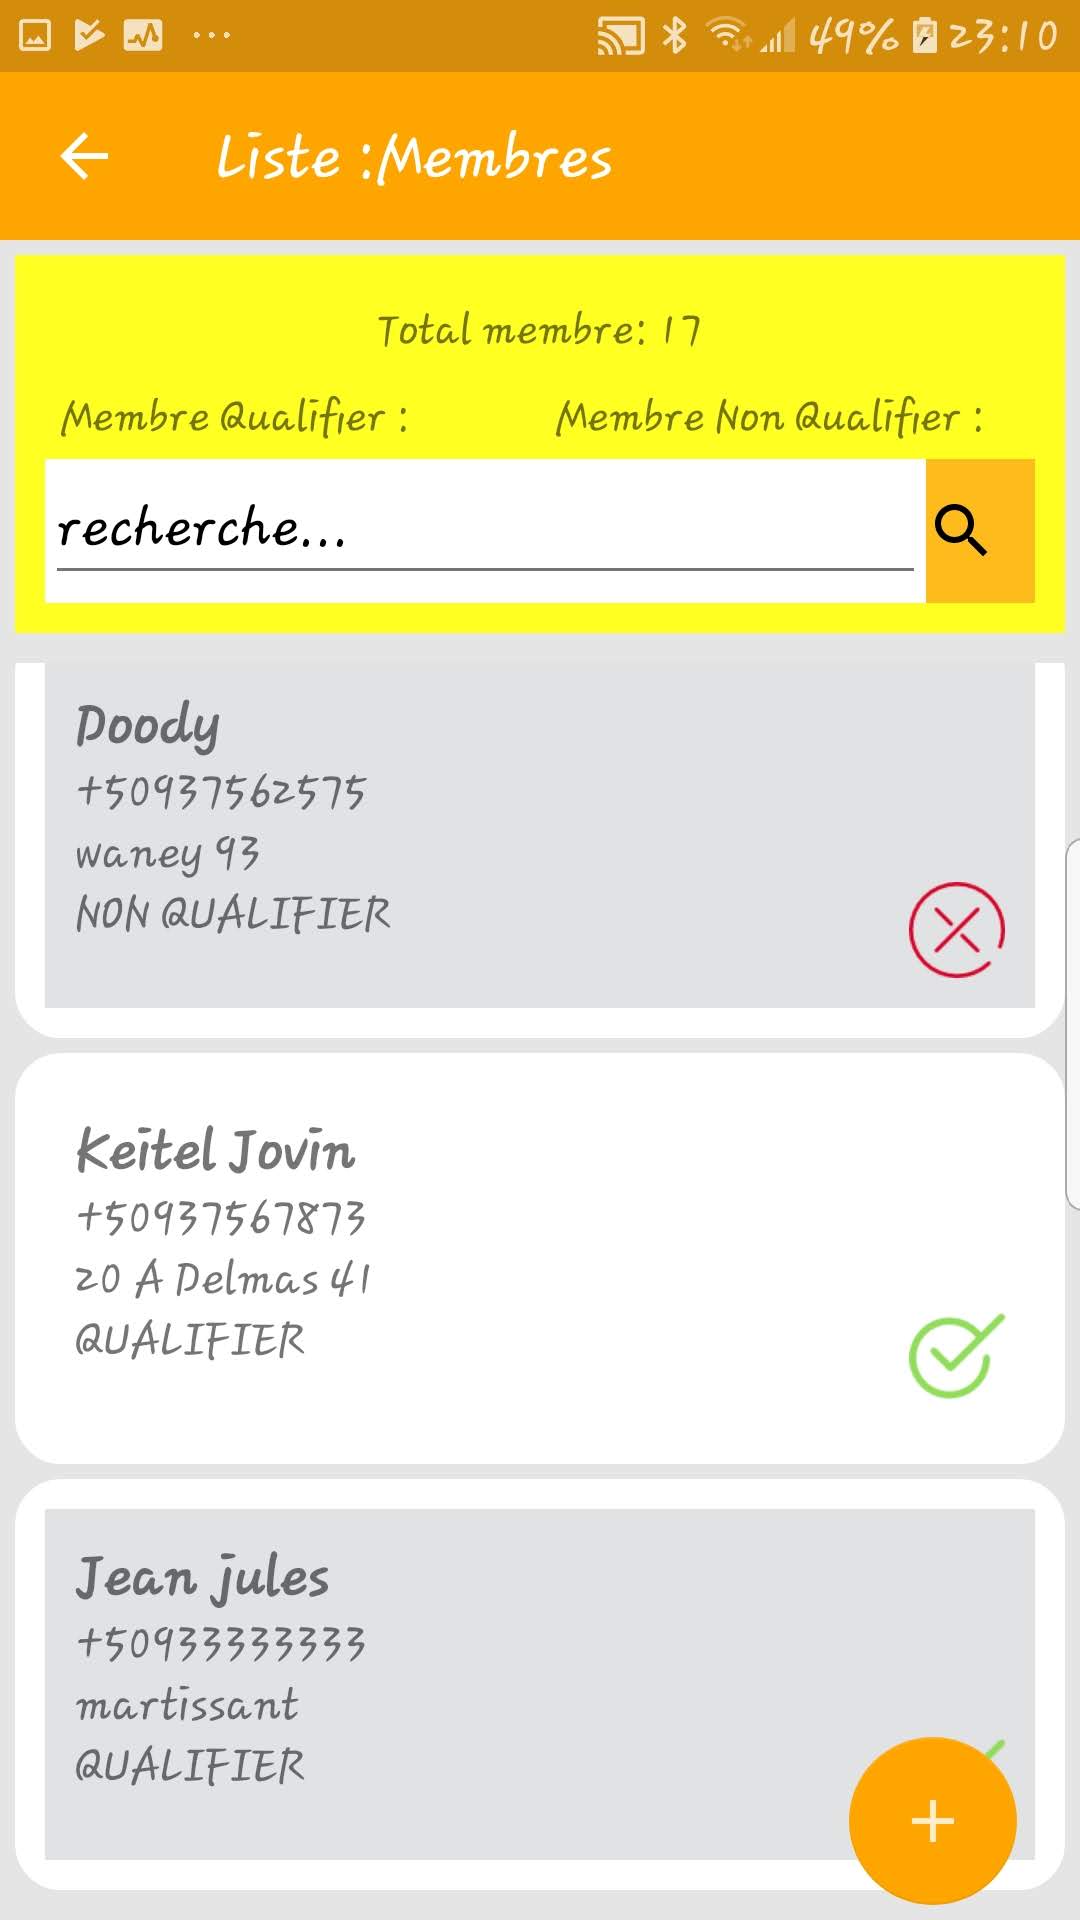 49% 23:10
Liste :Membres
Total membre: 17
Membre Qualifier :
Membre Non Qualifier :
recherche...
Doody
+50937562575
waney 93
NON QUALIFIER
Keitel Jovin
+50937567873
20 A Delmas 41
QUALIFIER
Jean jules
+50933333333
martissant
QUALIFIER